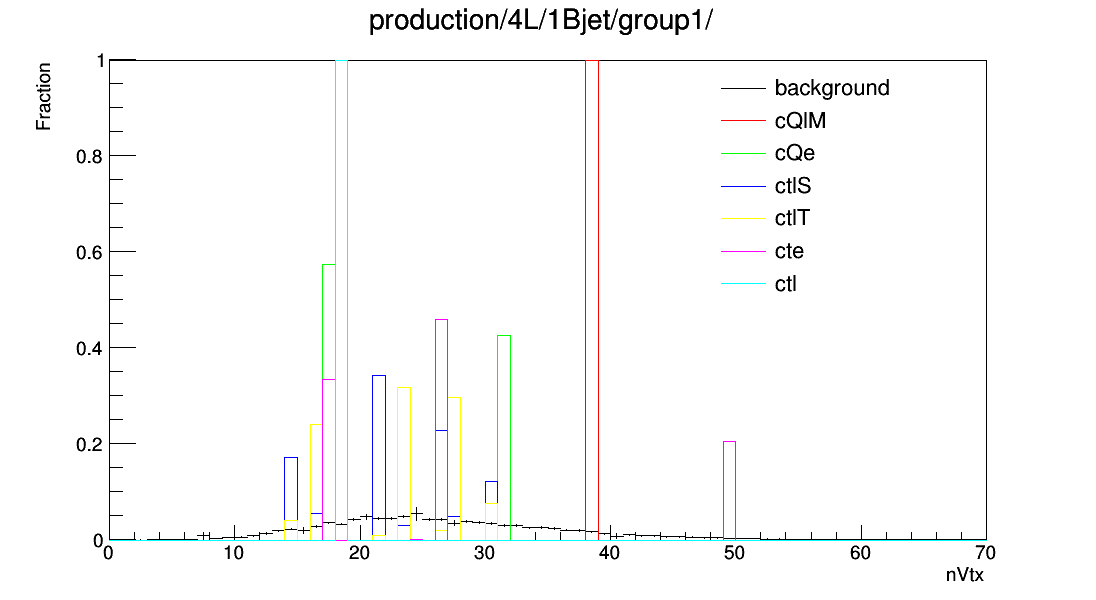 production/4L/1Bjet/group1/
Fraction
1
0.8
0.6
0.4
0.2
0
background
cQlM
cQe
ctlS
ctlT
cte
ctl
0 10 20 30 40 50 60 70
nVtx